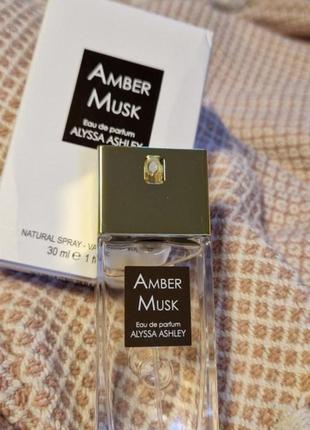 AMBER
MUSK
Eau de parfum
ALYSSA ASHLEY
NATURAL SPRAY - VA
30 ml e 1 f
AMBER
MUSK
Eau de parfum
ALYSSA ASHLEY